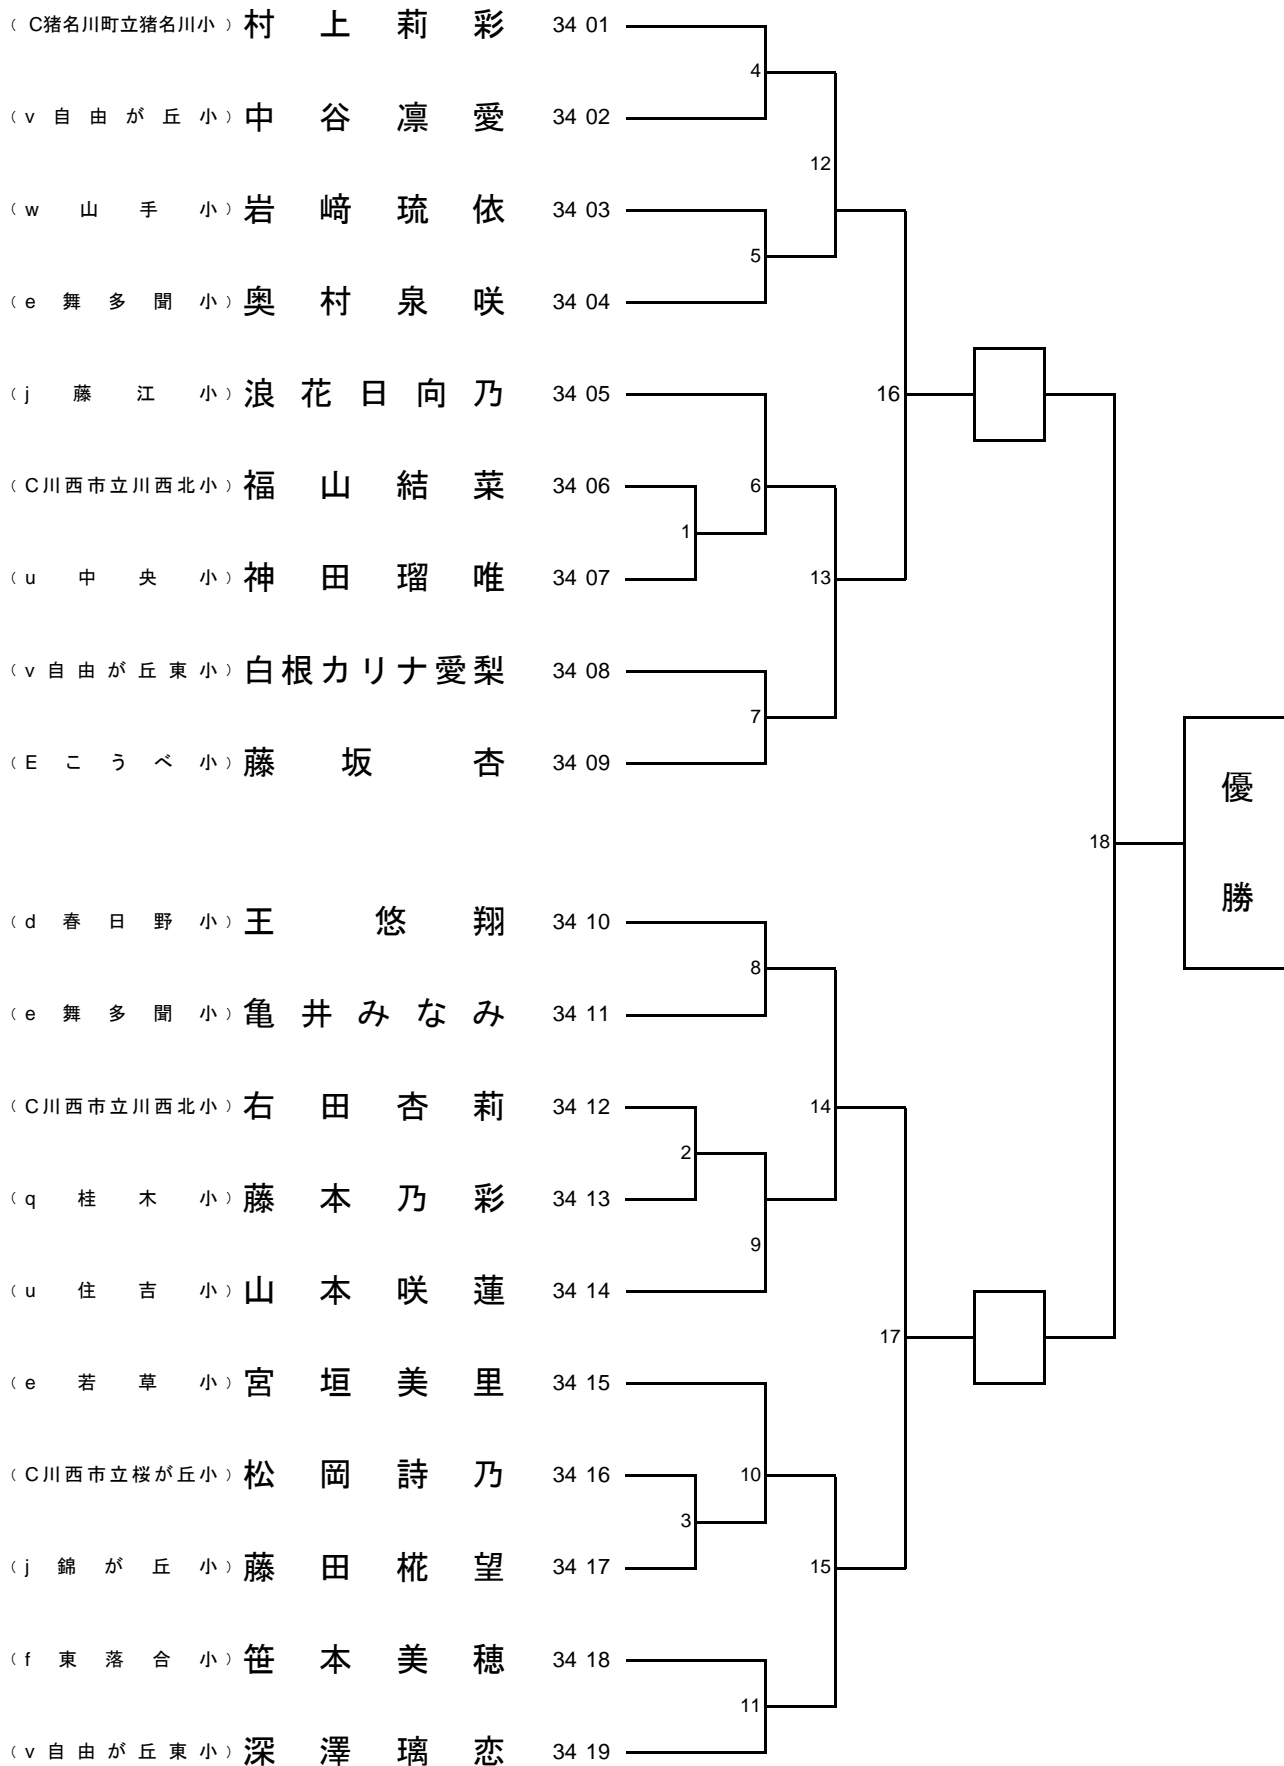 （ C猪名川町立猪名川小 ） 村上莉彩 34 01
4
（ v 自由が丘小 ） 中谷凛愛 34 02
12
（ w 山手小 ） 岩﨑琉依 34 03
5
（ e 舞多聞小 ） 奥村泉咲 34 04
（ j 藤江小 ） 浪花日向乃 34 05
16
（ C川西市立川西北小 ） 福山結菜 34 06
6
1
（ u 中央小 ） 神田瑠唯 34 07
13
（ v 自由が丘東小 ） 白根カリナ愛梨 34 08
7
（ E こうべ小 ） 藤坂杏 34 09
優勝
18
（ d 春日野小 ） 王悠翔 34 10
8
（ e 舞多聞小 ） 亀井みなみ 34 11
（ C川西市立川西北小 ） 右田杏莉 34 12
14
2
（ q 桂木小 ） 藤本乃彩 34 13
9
（ u 住吉小 ） 山本咲蓮 34 14
17
（ e 若草小 ） 宮垣美里 34 15
（ C川西市立桜が丘小 ） 松岡詩乃 34 16
10
3
（ j 錦が丘小 ） 藤田椛望 34 17
15
（ f 東落合小 ） 笹本美穂 34 18
11
（ v 自由が丘東小 ） 深澤璃恋 34 19